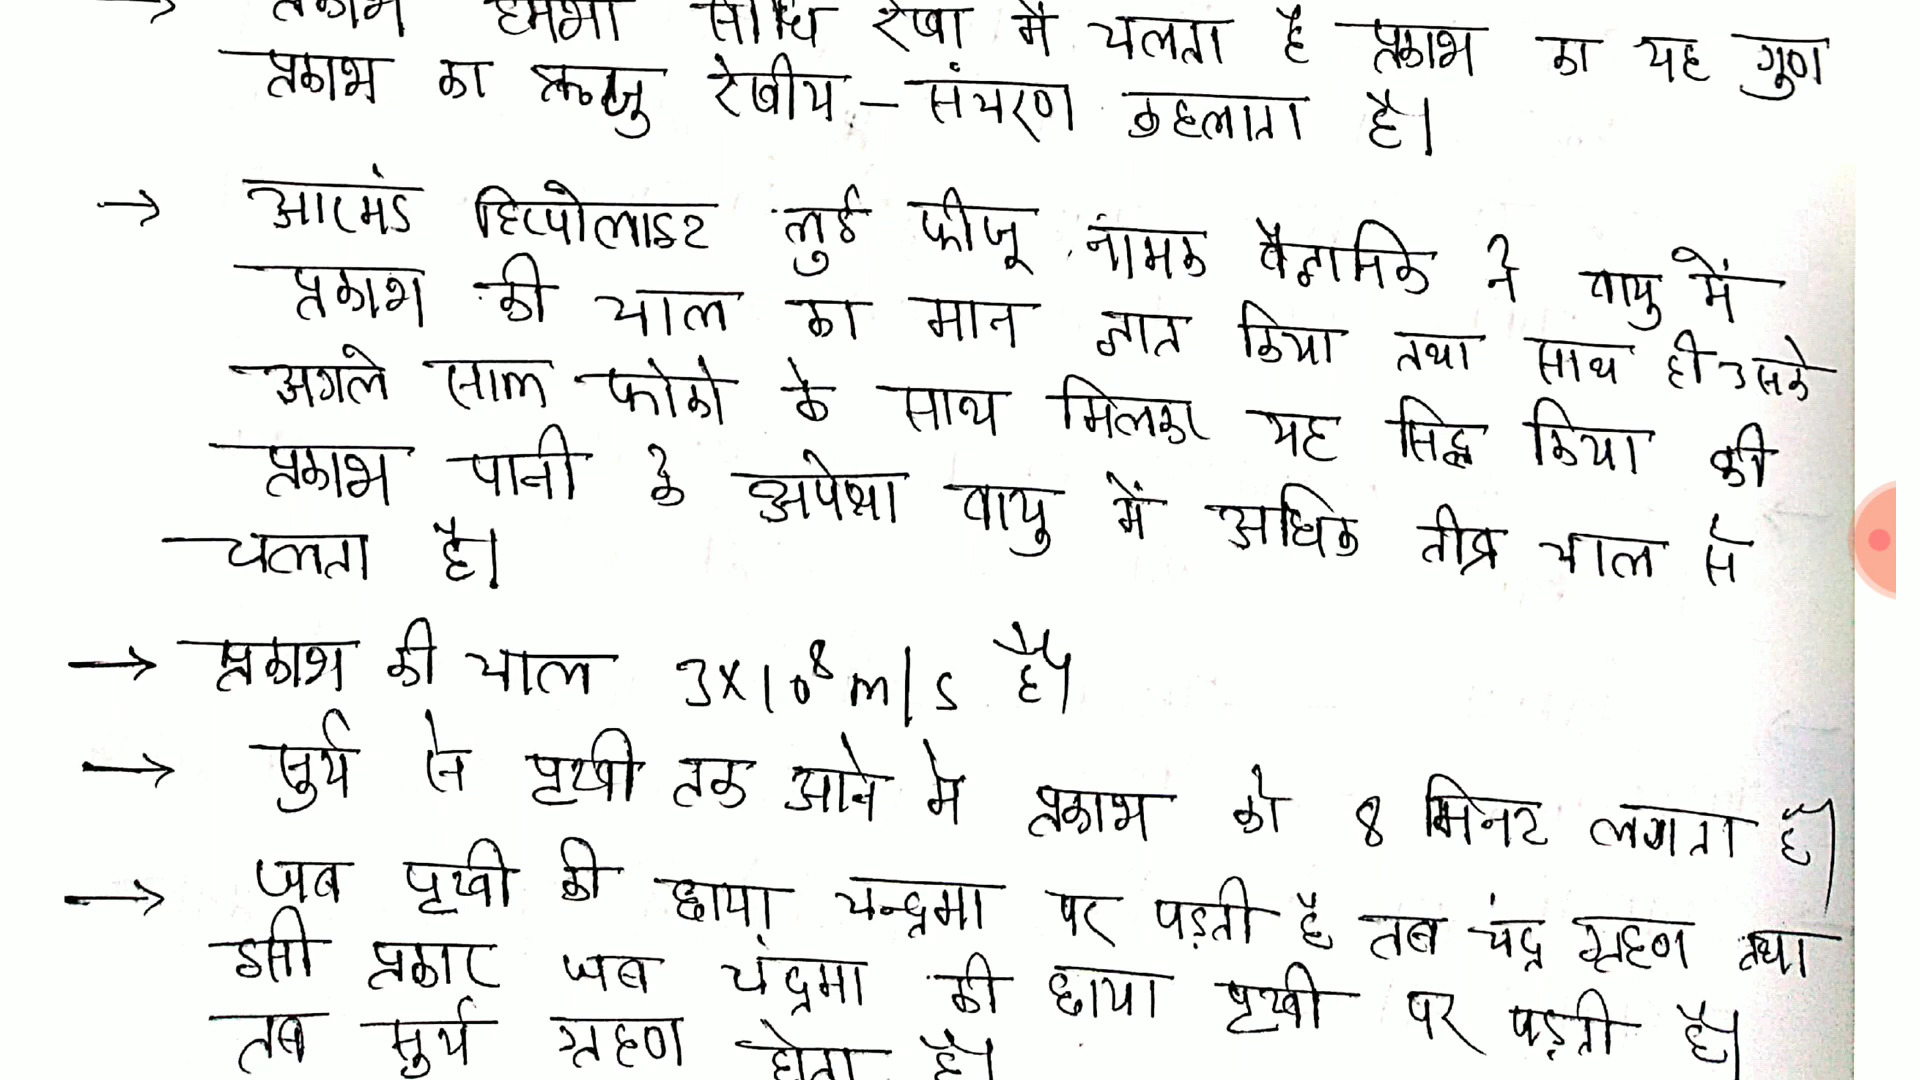 → प्रकाश हमेशा सीधि रेखा में चलता है प्रकाश का यह गुण
प्रकाश का ऋजु रेखीय – संचरण कहलाता है।
→ आरमंड हिप्पोलाइट लुई फीजू नामक वैज्ञानिक ने वायु में
प्रकाश की चाल का मान ज्ञात किया तथा साथ ही उसके
अगले साल फोको के साथ मिलकर यह सिद्ध किया की
प्रकाश पानी के अपेक्षा वायु में अधिक तीव्र चाल से
चलता है।
→ प्रकाश की चाल 3×10⁸ m/s है।
→ सुर्य से पृथ्वी तक आने मे प्रकाश को 8 मिनट लगता है।
→ जब पृथ्वी की छाया चन्द्रमा पर पड़ती है तब चंद्र ग्रहण तथा
इसी प्रकार जब चंद्रमा की छाया पृथ्वी पर पड़ती है।
तब सुर्य ग्रहण होता है।